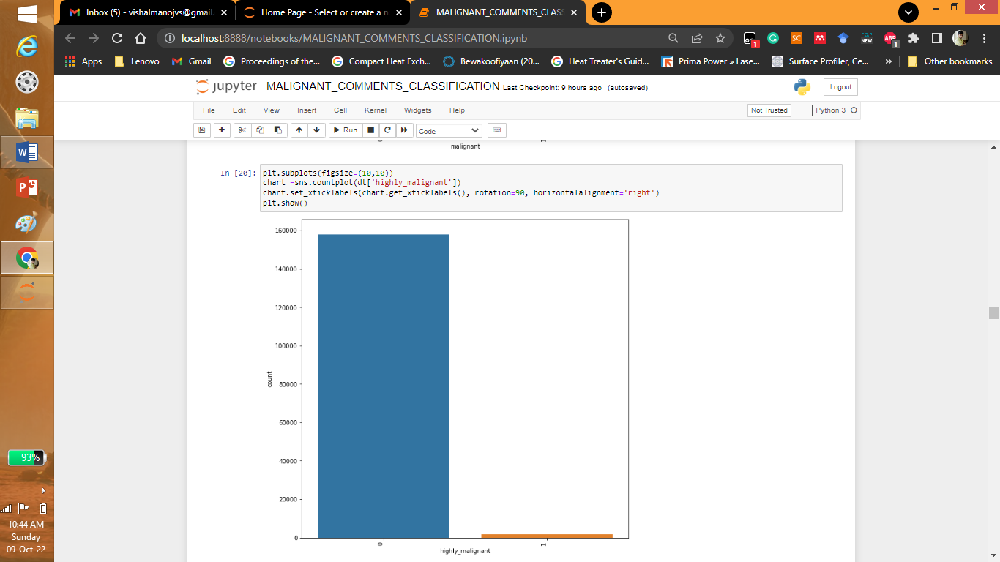 Inbox (5) - vishalmanojvs@gmail.
Home Page - Select or create a n
MALIGNANT_COMMENTS_CLASS
localhost:8888/notebooks/MALIGNANT_COMMENTS_CLASSIFICATION.ipynb
1
SC
NEW
ABP
1
Apps
Lenovo
Gmail
Proceedings of the...
Compact Heat Exch...
Bewakoofiyaan (20...
Heat Treater's Guid...
Prima Power » Lase...
Surface Profiler, Ce...
»
Other bookmarks
jupyter
MALIGNANT_COMMENTS_CLASSIFICATION Last Checkpoint: 9 hours ago (autosaved)
Logout
File Edit View Insert Cell Kernel Widgets Help
Not Trusted
Python 3
Run
Code
malignant
In [20]:
plt.subplots(figsize=(10,10))
chart =sns.countplot(dt['highly_malignant'])
chart.set_xticklabels(chart.get_xticklabels(), rotation=90, horizontalalignment='right')
plt.show()
160000
140000
120000
100000
80000
60000
40000
20000
0
count
0
1
highly_malignant
93%
10:44 AM
Sunday
09-Oct-22